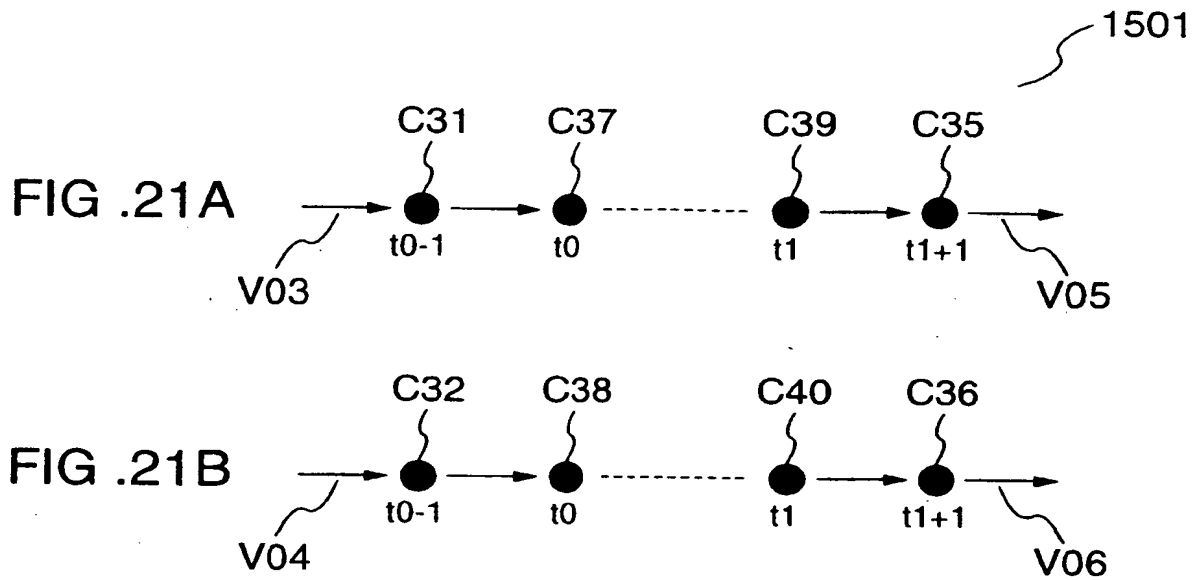 1501
C31 C37 C39 C35
FIG .21A
t0-1 t0 t1 t1+1
V03 V05
C32 C38 C40 C36
FIG .21B
t0-1 t0 t1 t1+1
V04 V06